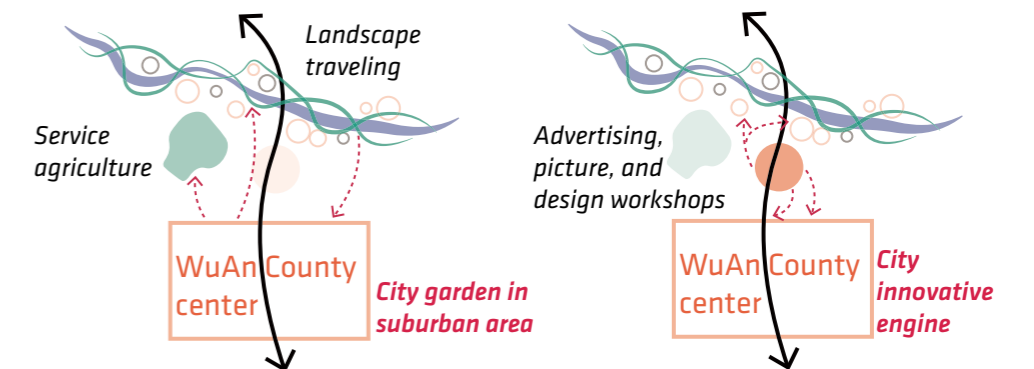 Landscape
traveling
Service
agriculture
WuAn County
center
City garden in
suburban area
Advertising,
picture, and
design workshops
WuAn County
center
City
innovative
engine